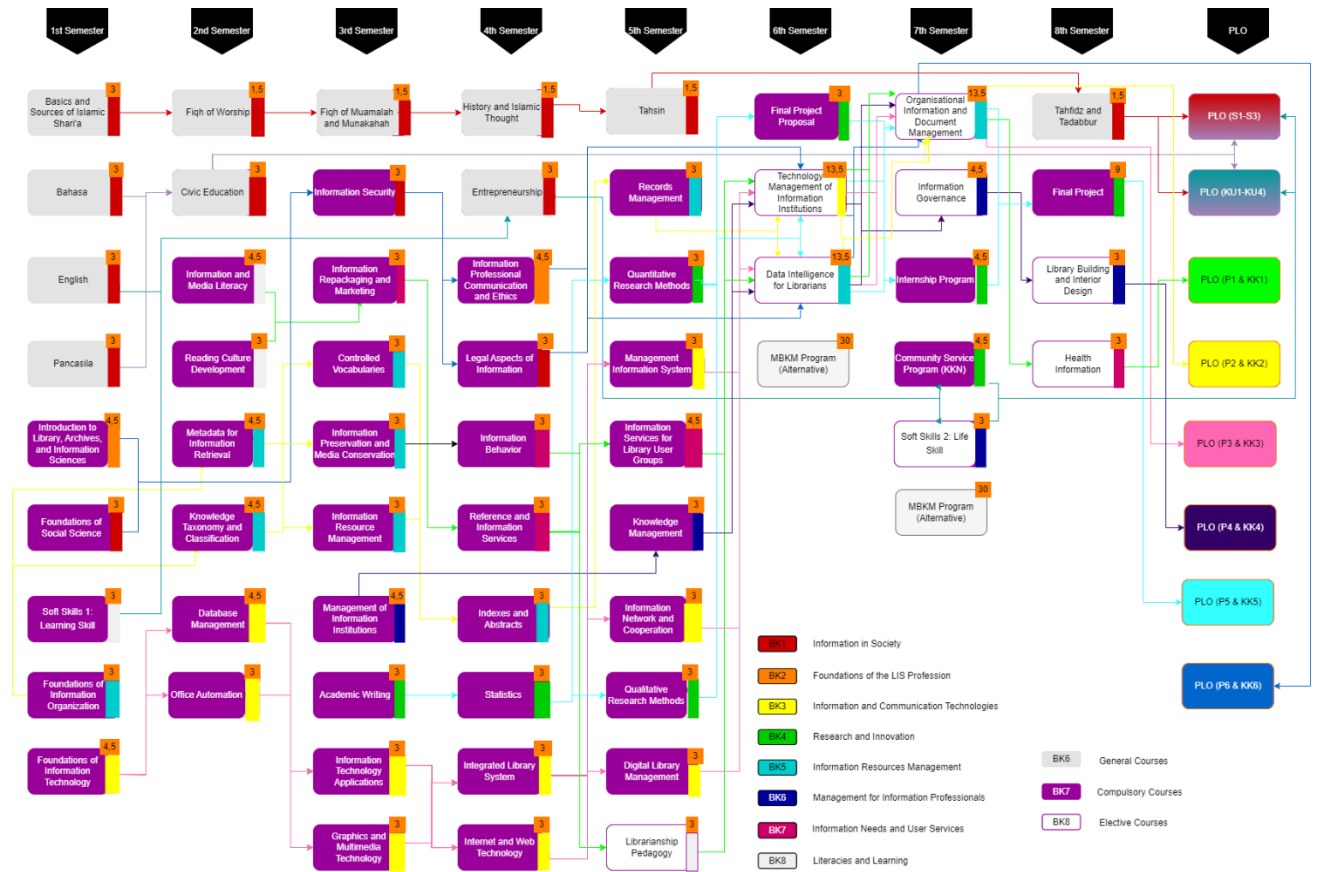 1st Semester
2nd Semester
3rd Semester
4th Semester
5th Semester
6th Semester
7th Semester
8th Semester
PLO
3
Basics and
Sources of Islamic
Shari'a
1,5
Fiqh of Worship
1,5
Fiqh of Muamalah
and Munakahah
1,5
History and Islamic
Thought
1,5
Tahsin
3
Final Project
Proposal
13,5
Organisational
Information and
Document
Management
1,5
Tahfidz and
Tadabbur
PLO (S1-S3)
3
Bahasa
3
Civic Education
3
Information Security
3
Entrepreneurship
3
Records
Management
13,5
Technology
Management of
Information
Institutions
4,5
Information
Governance
9
Final Project
PLO (KU1-KU4)
3
English
4,5
Information and
Media Literacy
3
Information
Repackaging and
Marketing
4,5
Information
Professional
Communication
and Ethics
3
Quantitative
Research Methods
13,5
Data Intelligence
for Librarians
4,5
Internship Program
3
Library Building
and Interior
Design
PLO (P1 & KK1)
3
Pancasila
3
Reading Culture
Development
3
Controlled
Vocabularies
3
Legal Aspects of
Information
3
Management
Information System
30
MBKM Program
(Alternative)
4,5
Community Service
Program (KKN)
3
Health
Information
PLO (P2 & KK2)
4,5
Introduction to
Library, Archives,
and Information
Sciences
4,5
Metadata for
Information
Retrieval
3
Information
Preservation and
Media Conservation
3
Information
Behavior
4,5
Information
Services for
Library User
Groups
3
Soft Skills 2: Life
Skill
PLO (P3 & KK3)
3
Foundations of
Social Science
4,5
Knowledge
Taxonomy and
Classification
3
Information
Resource
Management
3
Reference and
Information
Services
3
Knowledge
Management
30
MBKM Program
(Alternative)
PLO (P4 & KK4)
3
Soft Skills 1:
Learning Skill
4,5
Database
Management
4,5
Management of
Information
Institutions
3
Indexes and
Abstracts
3
Information
Network and
Cooperation
PLO (P5 & KK5)
3
Foundations of
Information
Organization
3
Office Automation
3
Academic Writing
3
Statistics
3
Qualitative
Research Methods
PLO (P6 & KK6)
4,5
Foundations of
Information
Technology
3
Information
Technology
Applications
3
Integrated Library
System
3
Digital Library
Management
3
Graphics and
Multimedia
Technology
3
Internet and Web
Technology
3
Librarianship
Pedagogy
BK1 Information in Society
BK2 Foundations of the LIS Profession
BK3 Information and Communication Technologies
BK4 Research and Innovation
BK5 Information Resources Management
BK6 Management for Information Professionals
BK7 Information Needs and User Services
BK8 Literacies and Learning
BK6 General Courses
BK7 Compulsory Courses
BK8 Elective Courses